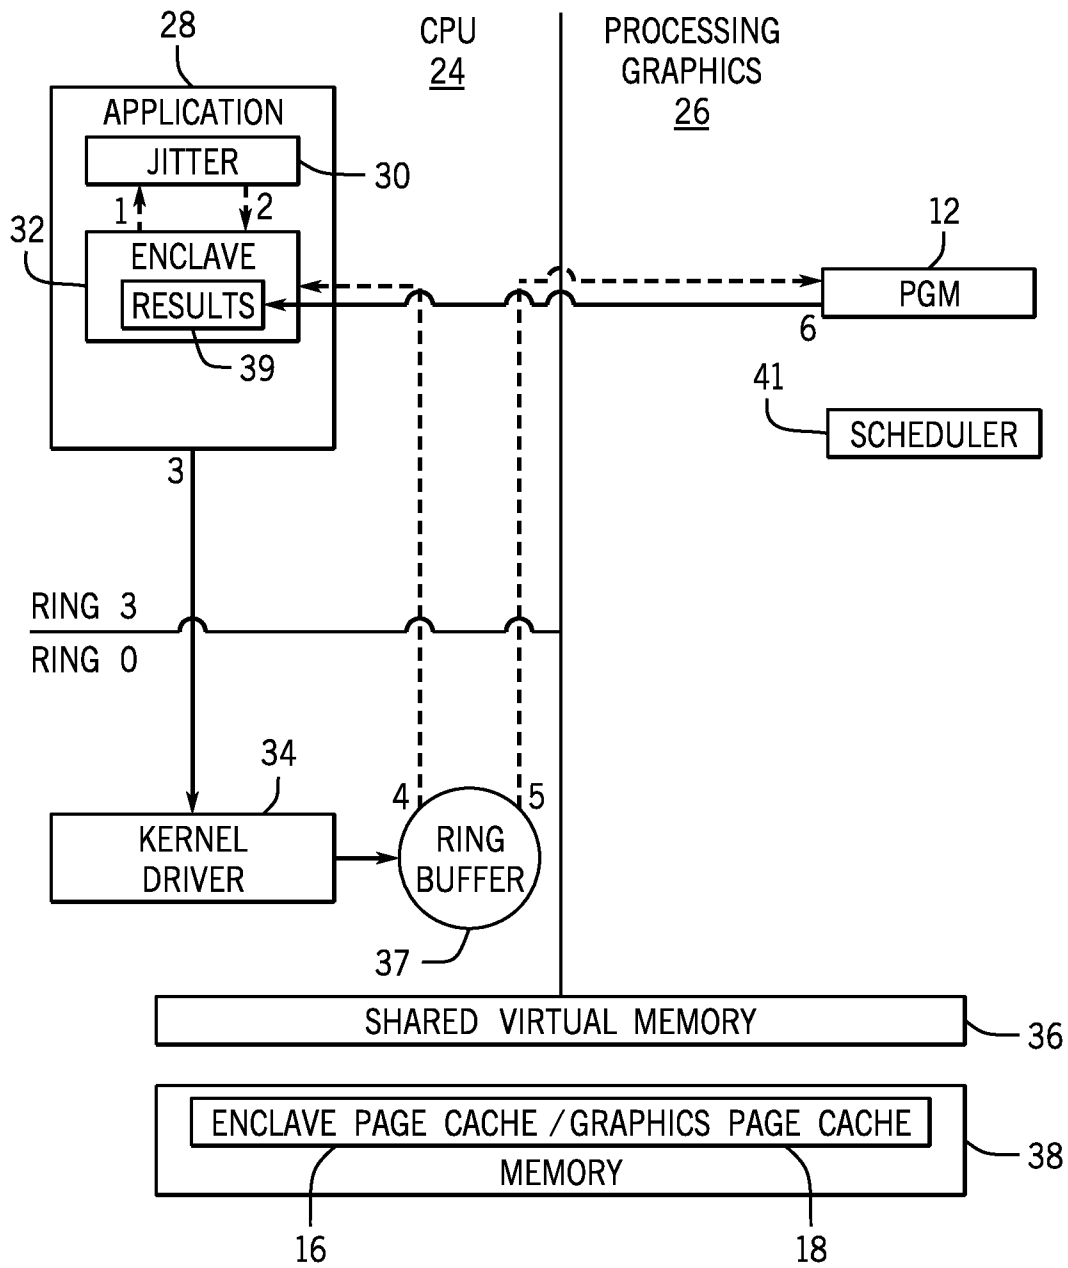 28
CPU
24
PROCESSING
GRAPHICS
26
APPLICATION
JITTER
30
1
2
32
ENCLAVE
RESULTS
39
12
PGM
6
41
SCHEDULER
3
RING 3
RING 0
34
KERNEL
DRIVER
4
5
RING
BUFFER
37
SHARED VIRTUAL MEMORY
36
ENCLAVE PAGE CACHE / GRAPHICS PAGE CACHE
MEMORY
38
16
18